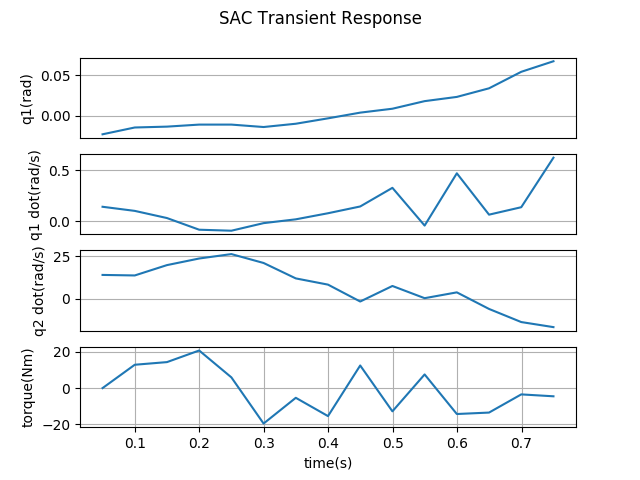 SAC Transient Response
q1(rad)
0.05
0.00
q1 dot(rad/s)
0.5
0.0
q2 dot(rad/s)
25
0
torque(Nm)
20
0
−20
0.1 0.2 0.3 0.4 0.5 0.6 0.7
time(s)